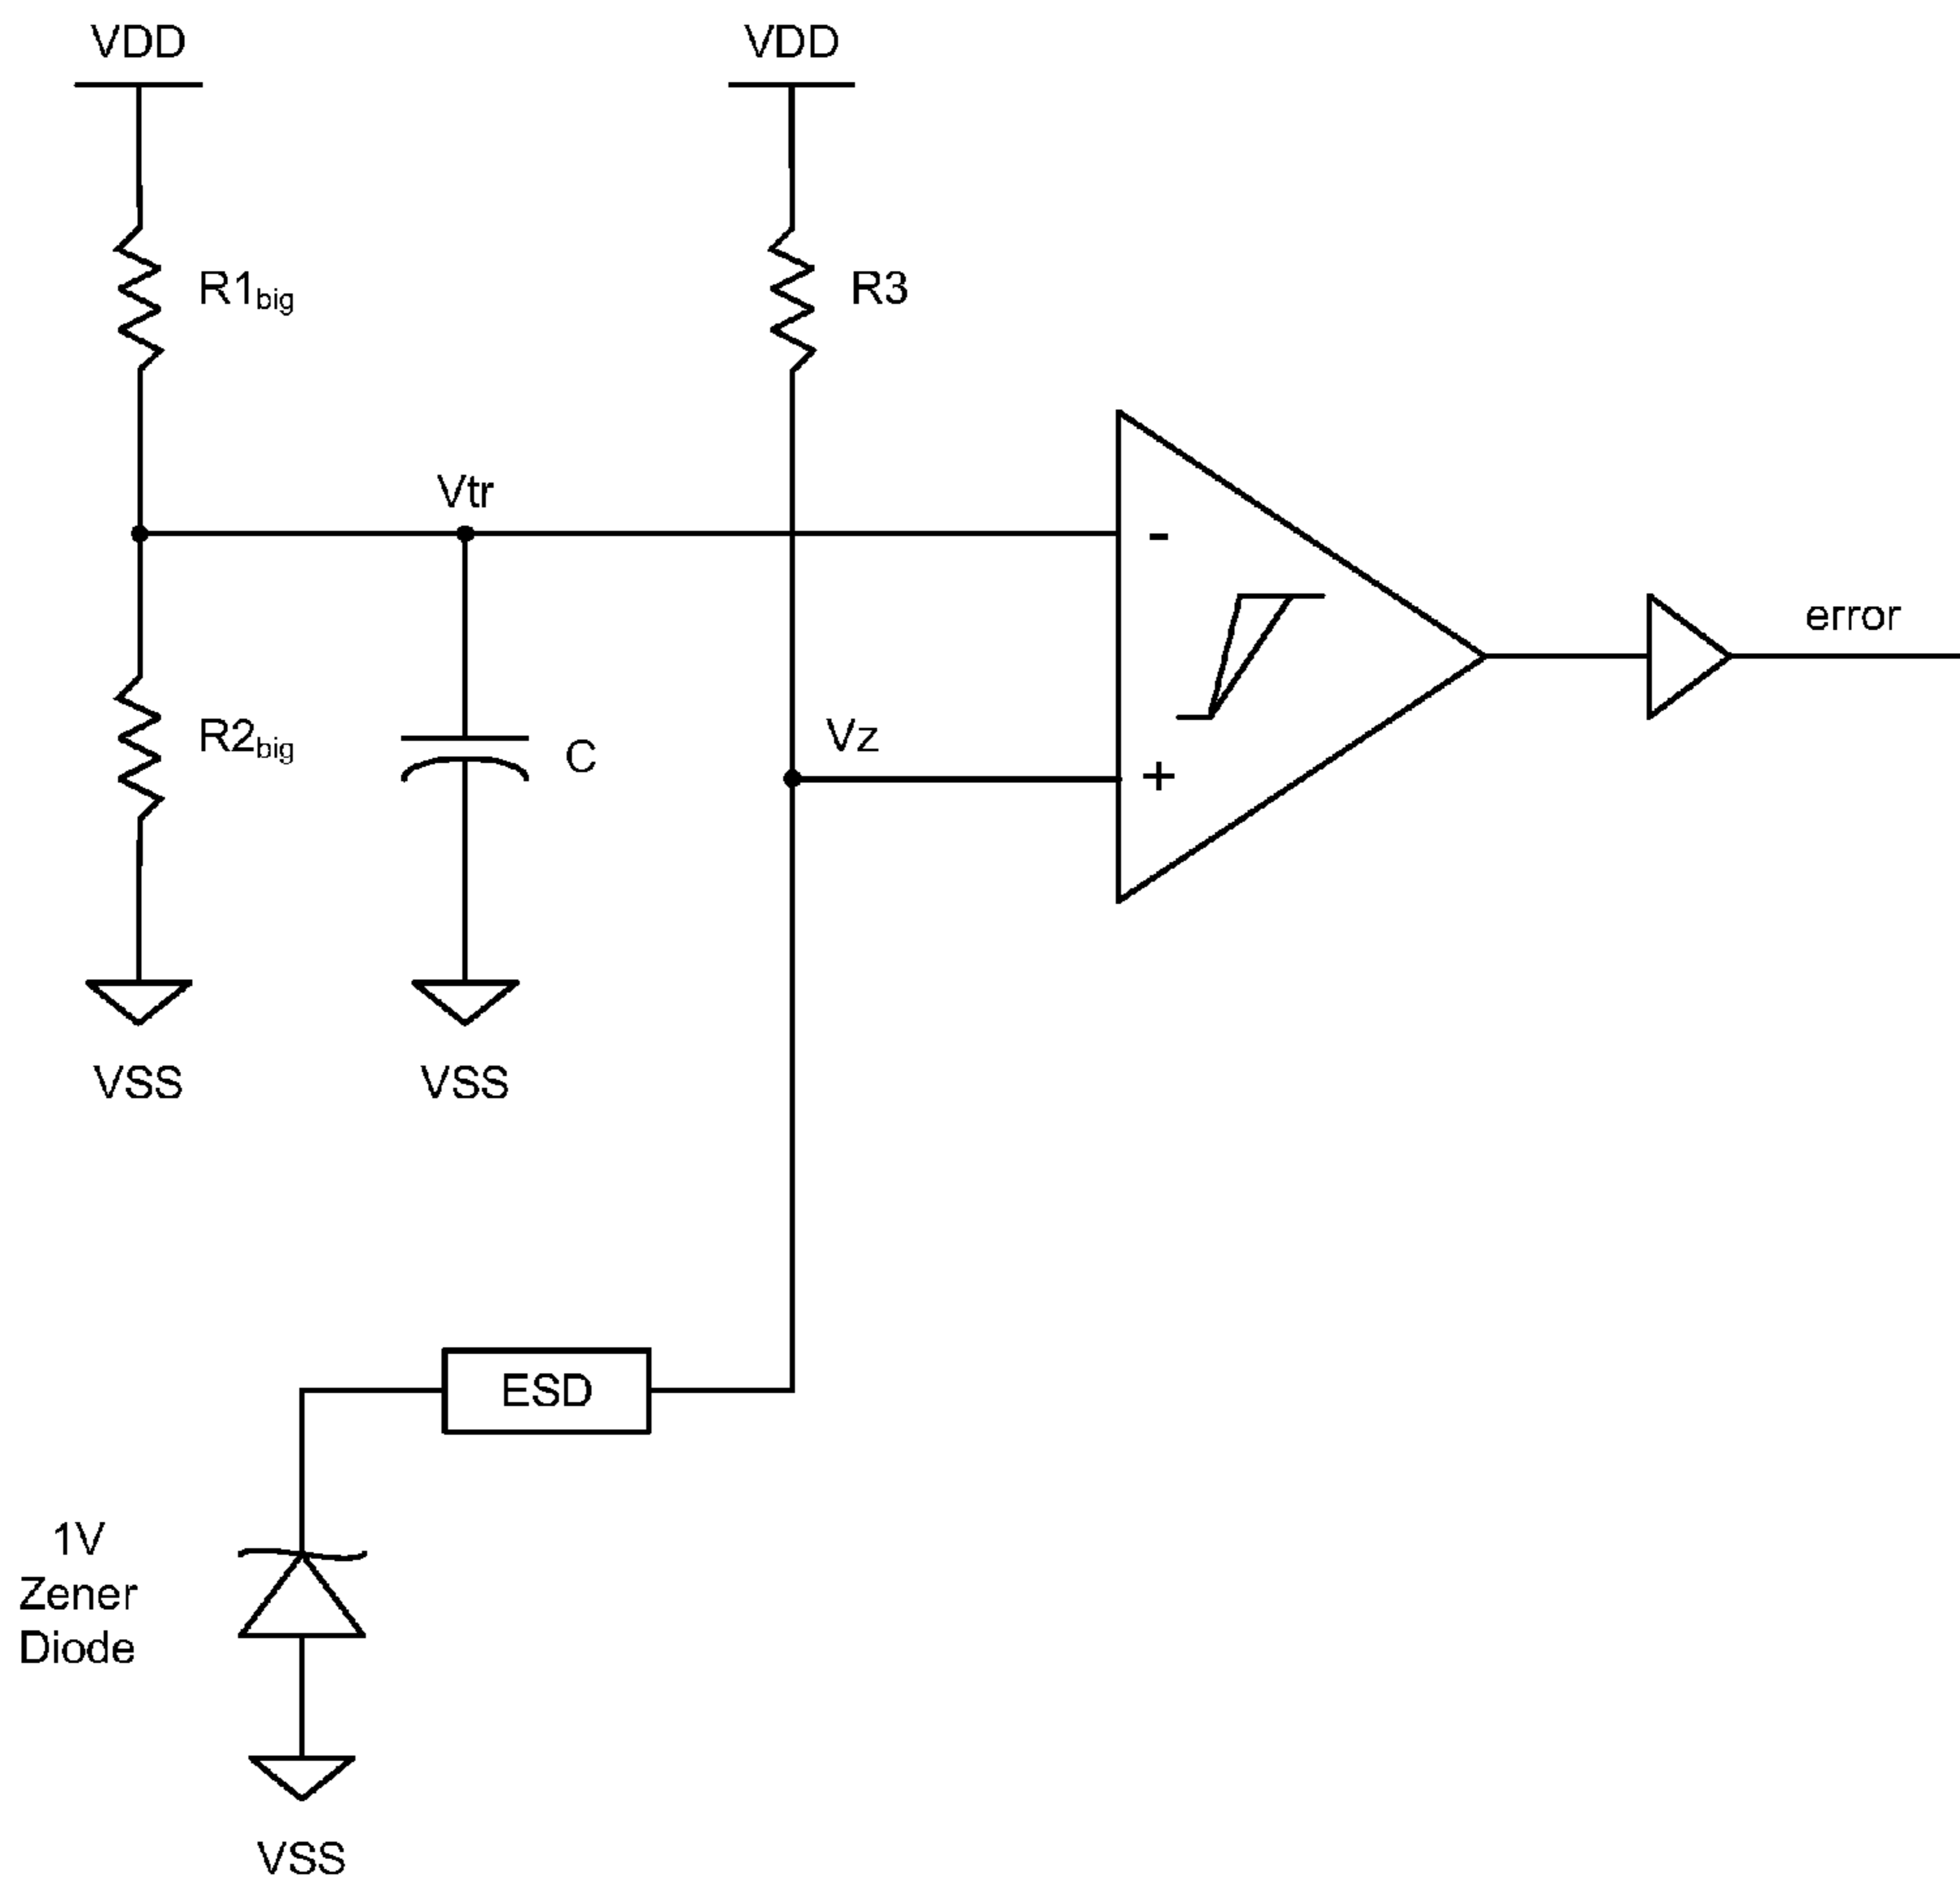 VDD
VDD
R1big
R3
Vtr
-
error
R2big
C
Vz
+
VSS
VSS
ESD
1V
Zener
Diode
VSS